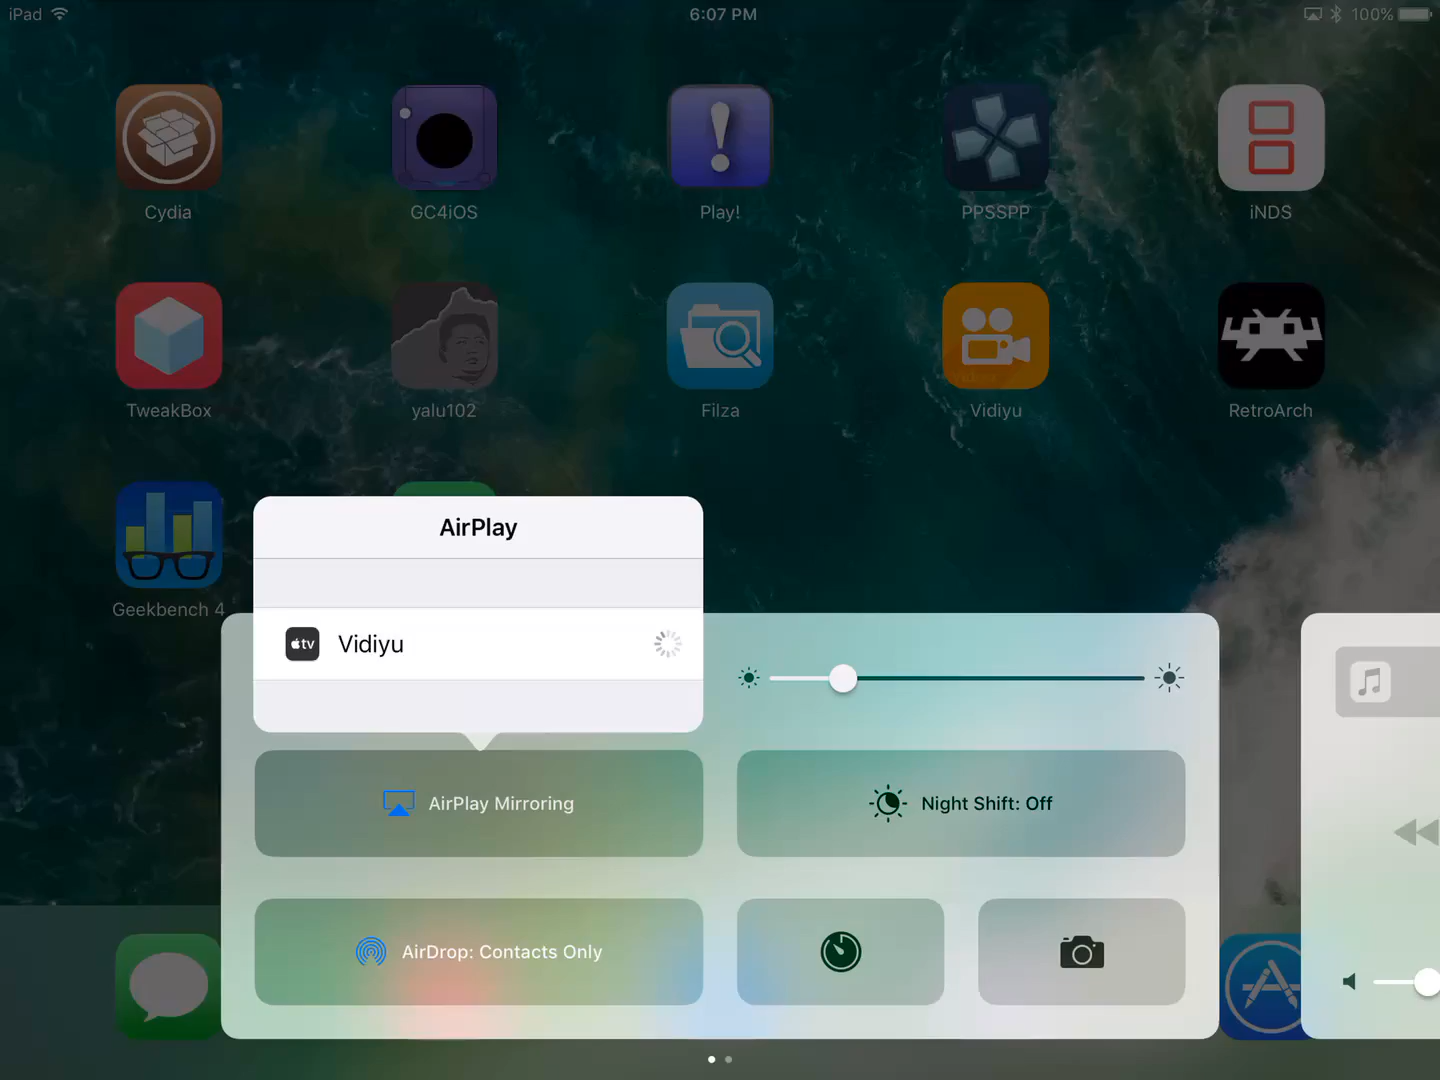 iPad
6:07 PM
100%
Cydia
GC4iOS
Play!
PPSSPP
iNDS
TweakBox
yalu102
Filza
Vidiyu
RetroArch
Geekbench 4
AirPlay
tv
Vidiyu
AirPlay Mirroring
Night Shift: Off
AirDrop: Contacts Only